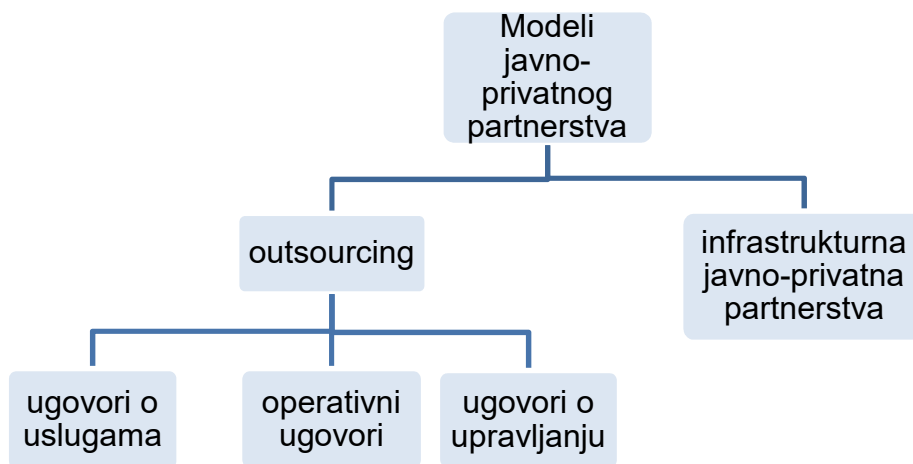 Modeli
javno-
privatnog
partnerstva
outsourcing
infrastrukturna
javno-privatna
partnerstva
ugovori o
uslugama
operativni
ugovori
ugovori o
upravljanju